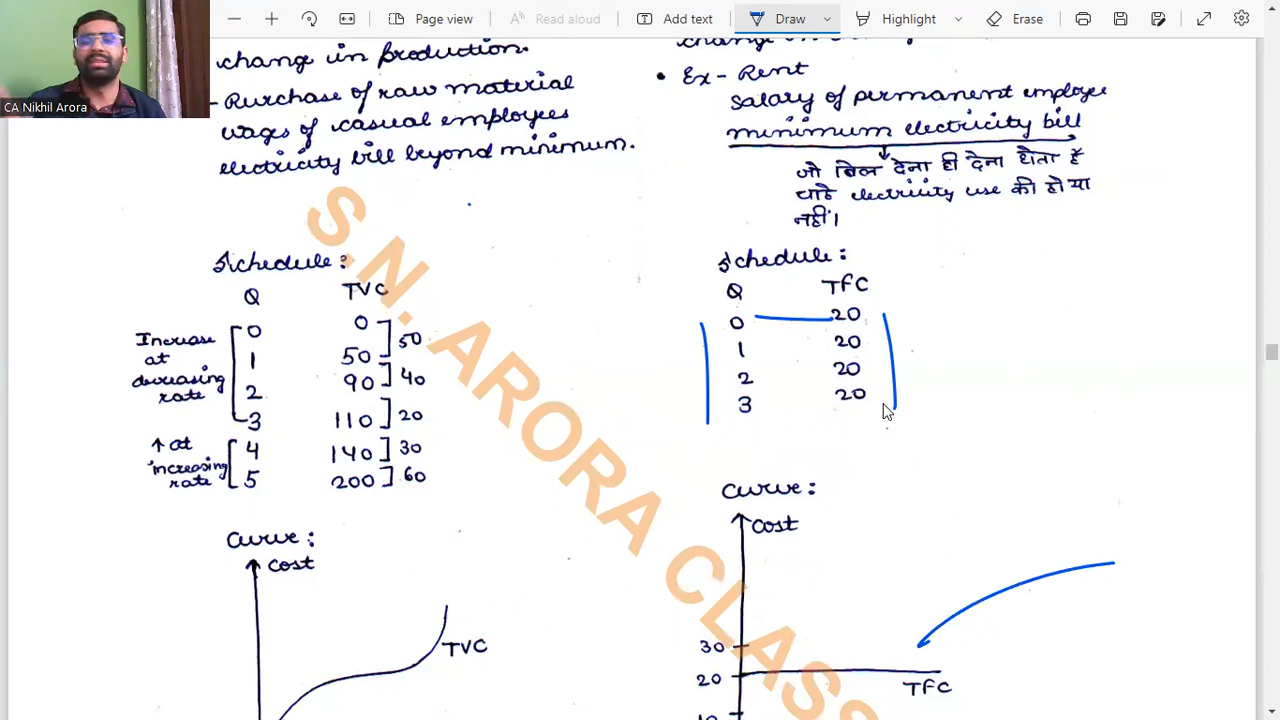 Page view
Read aloud
Add text
Draw
Highlight
Erase
CA Nikhil Arora
change in production.
- Purchase of raw material
wages of casual employees
electricity bill beyond minimum.
Schedule:
Q TVC
0 0
1 50
2 90
3 110
4 140
5 200
] 50
] 40
] 20
] 30
] 60
Increase
at
decreasing
rate
↑ at
increasing
rate
Curve:
Cost
TVC
• Ex - Rent
Salary of permanent employee
minimum electricity bill
जो बिल देना ही देना होता है
चाहे electricity use की हो या
नहीं।
Schedule:
Q TFC
0 20
1 20
2 20
3 20
Curve:
Cost
30
20
10
TFC
S.N. ARORA CLASS